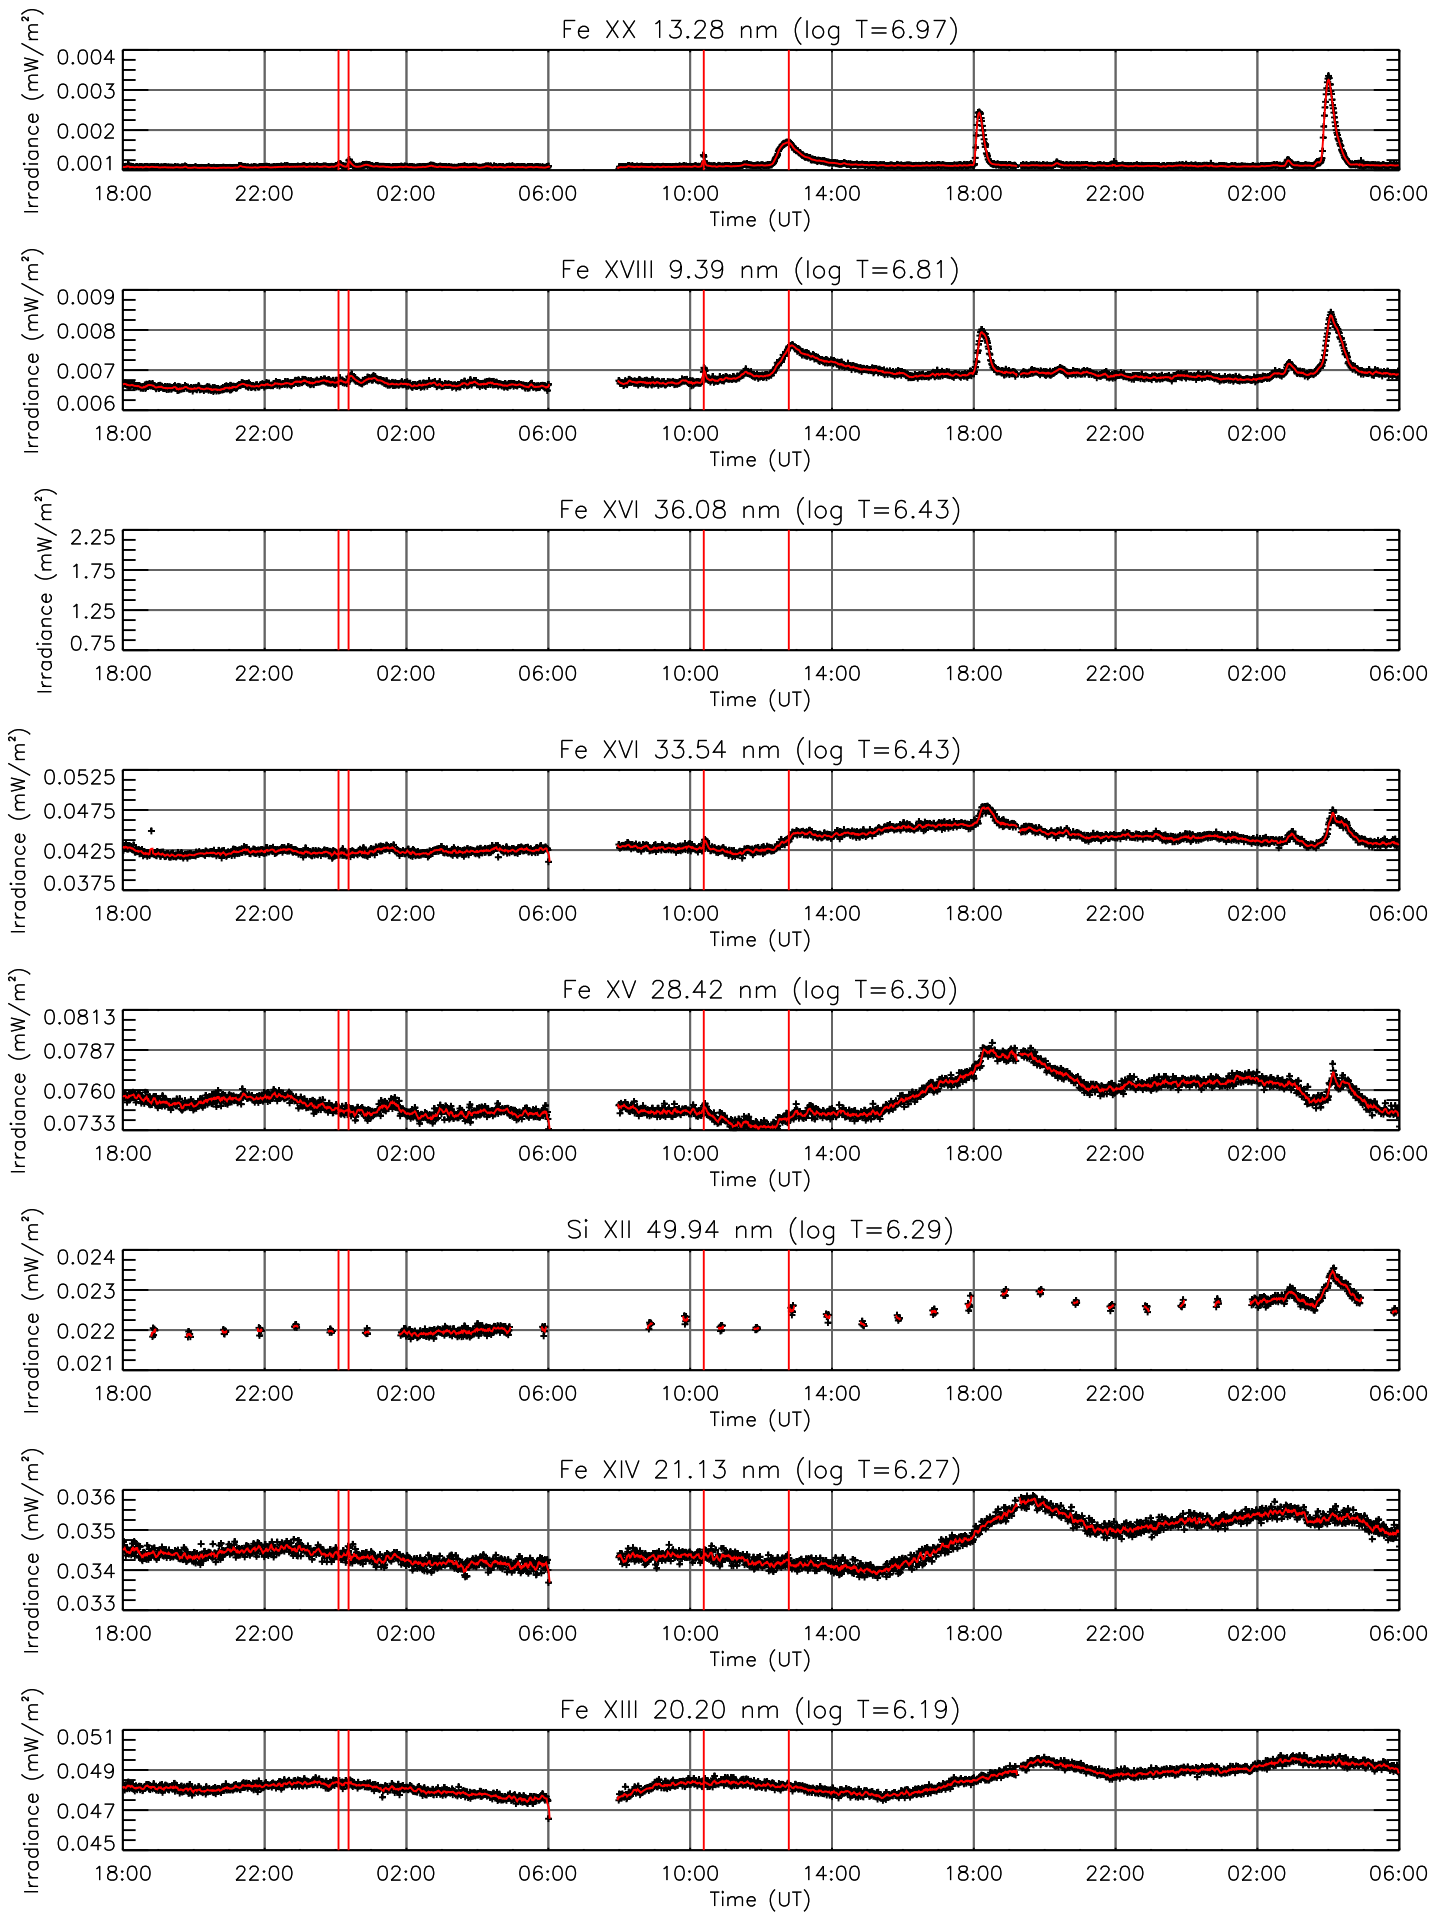 Fe XX 13.28 nm (log T=6.97)
Irradiance (mW/m²)
0.004
0.003
0.002
0.001
18:00 22:00 02:00 06:00 10:00 14:00 18:00 22:00 02:00 06:00
Time (UT)
Fe XVIII 9.39 nm (log T=6.81)
Irradiance (mW/m²)
0.009
0.008
0.007
0.006
18:00 22:00 02:00 06:00 10:00 14:00 18:00 22:00 02:00 06:00
Time (UT)
Fe XVI 36.08 nm (log T=6.43)
Irradiance (mW/m²)
2.25
1.75
1.25
0.75
18:00 22:00 02:00 06:00 10:00 14:00 18:00 22:00 02:00 06:00
Time (UT)
Fe XVI 33.54 nm (log T=6.43)
Irradiance (mW/m²)
0.0525
0.0475
0.0425
0.0375
18:00 22:00 02:00 06:00 10:00 14:00 18:00 22:00 02:00 06:00
Time (UT)
Fe XV 28.42 nm (log T=6.30)
Irradiance (mW/m²)
0.0813
0.0787
0.0760
0.0733
18:00 22:00 02:00 06:00 10:00 14:00 18:00 22:00 02:00 06:00
Time (UT)
Si XII 49.94 nm (log T=6.29)
Irradiance (mW/m²)
0.024
0.023
0.022
0.021
18:00 22:00 02:00 06:00 10:00 14:00 18:00 22:00 02:00 06:00
Time (UT)
Fe XIV 21.13 nm (log T=6.27)
Irradiance (mW/m²)
0.036
0.035
0.034
0.033
18:00 22:00 02:00 06:00 10:00 14:00 18:00 22:00 02:00 06:00
Time (UT)
Fe XIII 20.20 nm (log T=6.19)
Irradiance (mW/m²)
0.051
0.049
0.047
0.045
18:00 22:00 02:00 06:00 10:00 14:00 18:00 22:00 02:00 06:00
Time (UT)